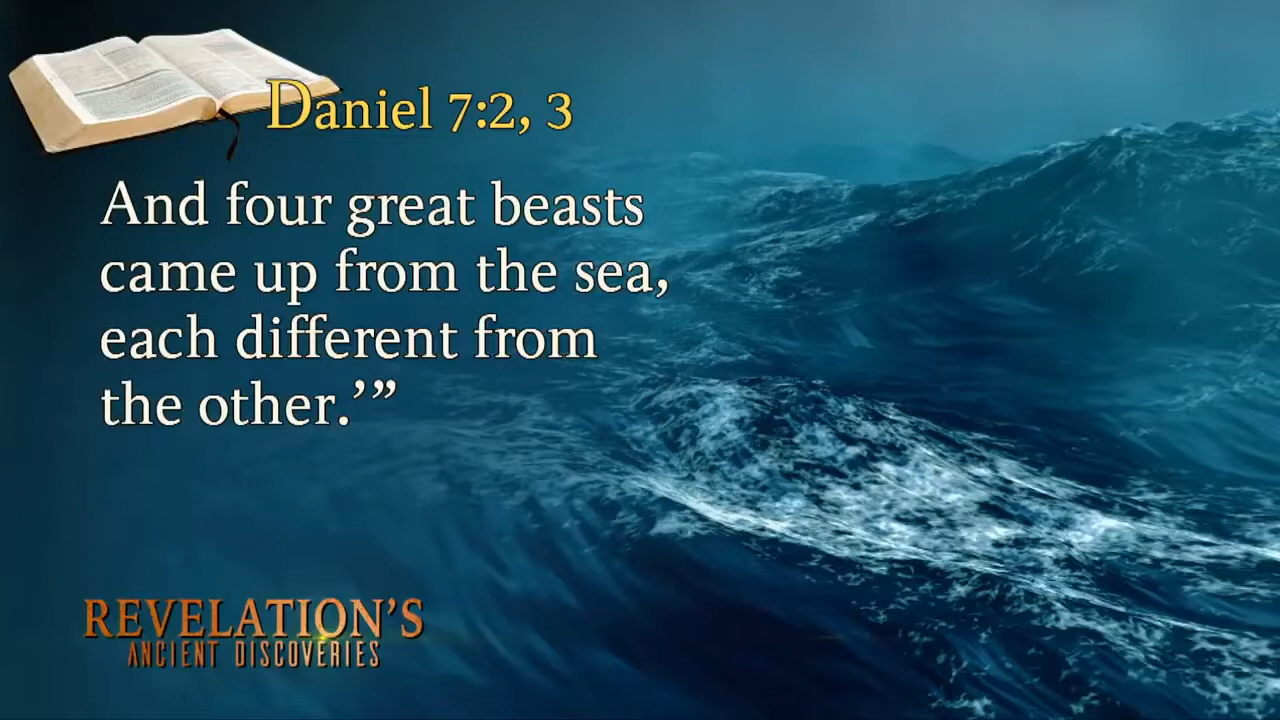 Daniel 7:2, 3
And four great beasts
came up from the sea,
each different from
the other.’”
REVELATION’S
ANCIENT DISCOVERIES